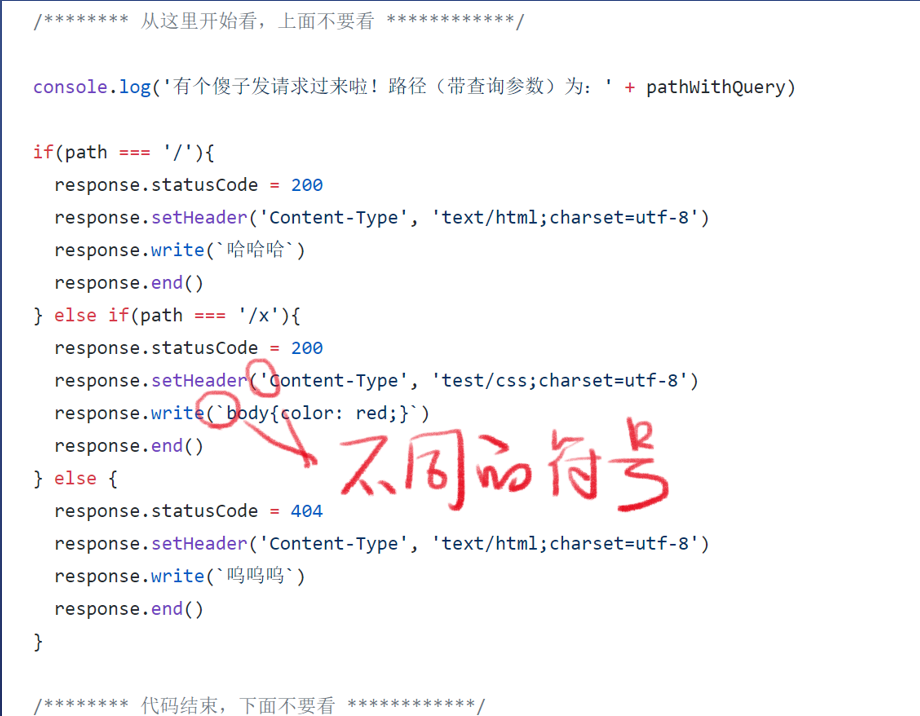 /******** 从这里开始看，上面不要看 ************/
console.log('有个傻子发请求过来啦！路径（带查询参数）为：' + pathWithQuery)
if(path === '/'){
response.statusCode = 200
response.setHeader('Content-Type', 'text/html;charset=utf-8')
response.write(`哈哈哈`)
response.end()
} else if(path === '/x'){
response.statusCode = 200
response.setHeader('Content-Type', 'test/css;charset=utf-8')
response.write(`body{color: red;}`)
response.end()
不同的符号
} else {
response.statusCode = 404
response.setHeader('Content-Type', 'text/html;charset=utf-8')
response.write(`呜呜呜`)
response.end()
}
/******** 代码结束，下面不要看 ************/